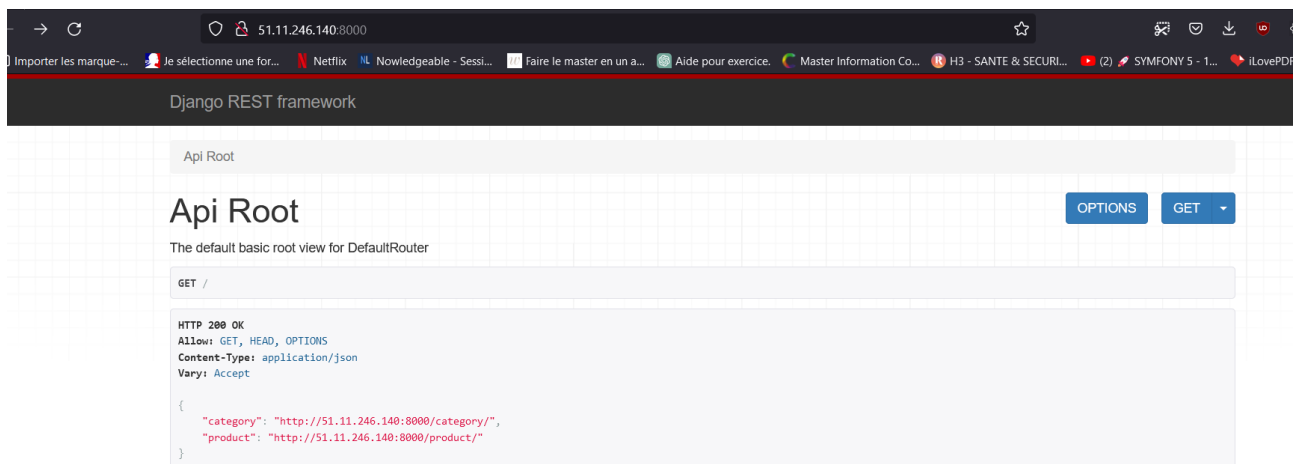 51.11.246.140:8000
Importer les marque-... Je sélectionne une for... Netflix NL Nowledgeable - Sessi... Faire le master en un a... Aide pour exercice. Master Information Co... H3 - SANTE & SECURI... (2) 🚀 SYMFONY 5 - 1... iLovePDF
Django REST framework
Api Root
Api Root
OPTIONS GET
The default basic root view for DefaultRouter
GET /
HTTP 200 OK
Allow: GET, HEAD, OPTIONS
Content-Type: application/json
Vary: Accept
{
"category": "http://51.11.246.140:8000/category/",
"product": "http://51.11.246.140:8000/product/"
}